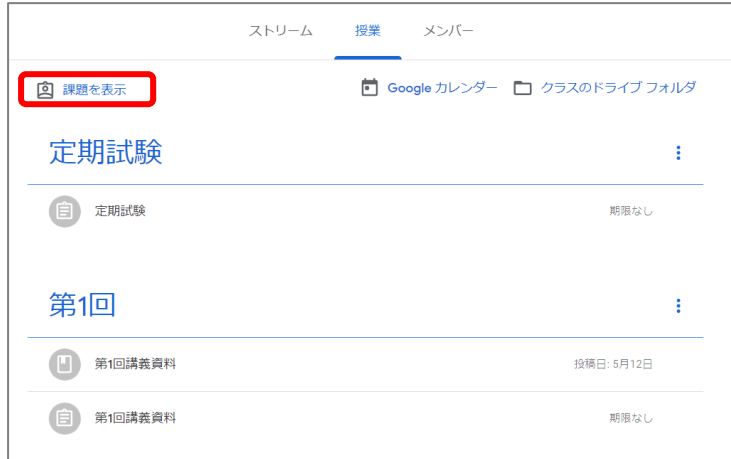 ストリーム 授業 メンバー
課題を表示 Google カレンダー クラスのドライブ フォルダ
定期試験
定期試験 期限なし
第1回
第1回講義資料 投稿日: 5月12日
第1回講義資料 期限なし